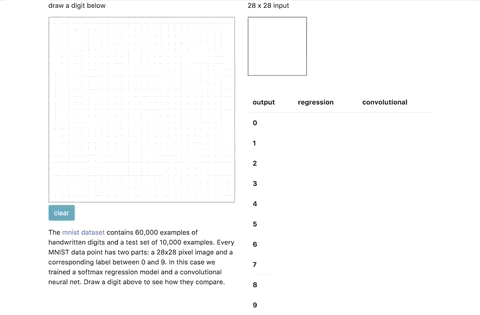 draw a digit below
28 x 28 input
output regression convolutional
0
1
2
3
4
5
6
7
8
9
clear
The mnist dataset contains 60,000 examples of
handwritten digits and a test set of 10,000 examples. Every
MNIST data point has two parts: a 28x28 pixel image and a
corresponding label between 0 and 9. In this case we
trained a softmax regression model and a convolutional
neural net. Draw a digit above to see how they compare.